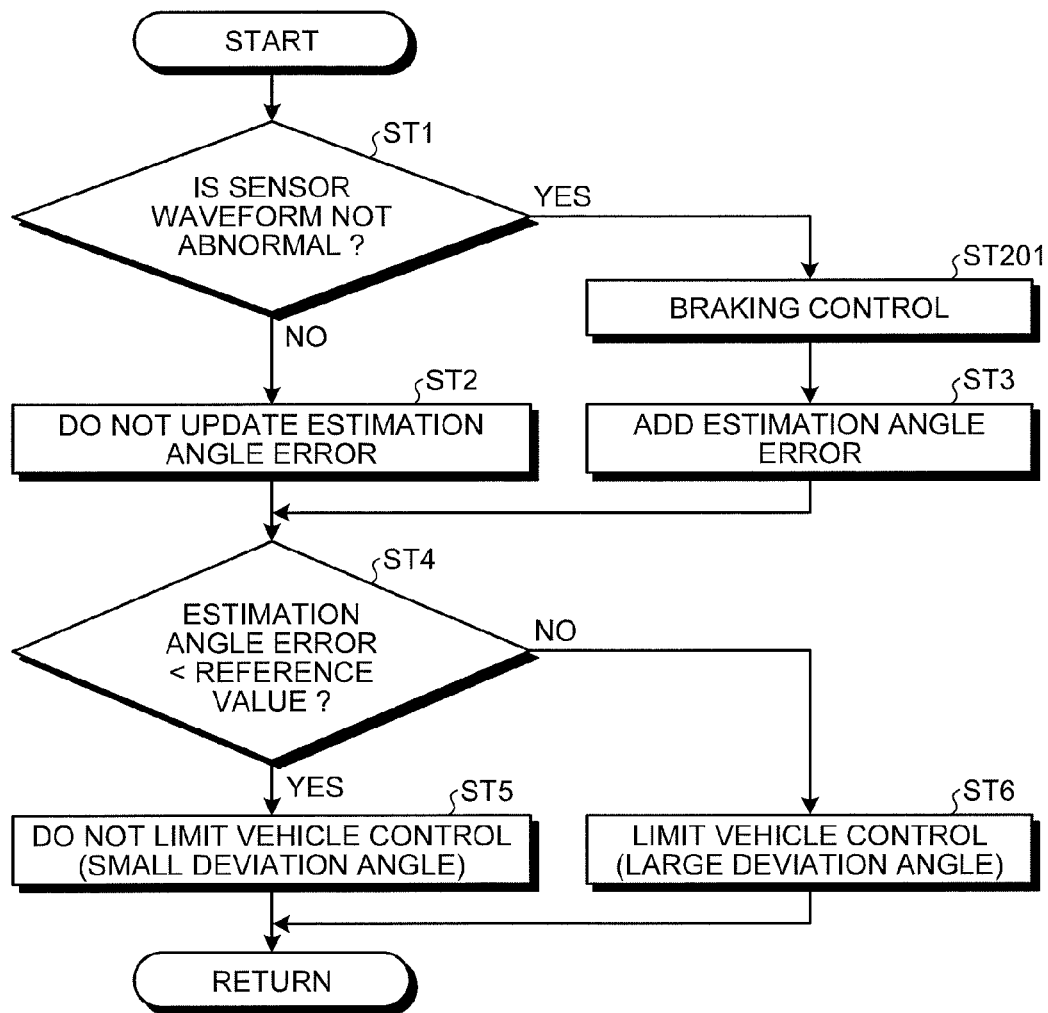 START
ST1
IS SENSOR
WAVEFORM NOT
ABNORMAL ?
YES
ST201
BRAKING CONTROL
NO
ST2
DO NOT UPDATE ESTIMATION
ANGLE ERROR
ST3
ADD ESTIMATION ANGLE
ERROR
ST4
ESTIMATION
ANGLE ERROR
< REFERENCE
VALUE ?
NO
YES
ST5
DO NOT LIMIT VEHICLE CONTROL
(SMALL DEVIATION ANGLE)
ST6
LIMIT VEHICLE CONTROL
(LARGE DEVIATION ANGLE)
RETURN